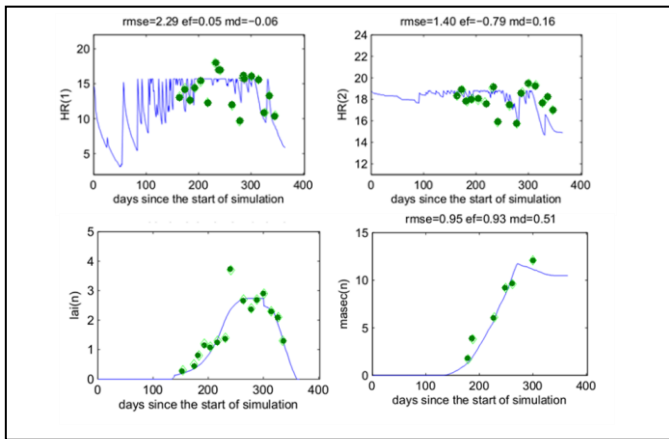 rmse=2.29 ef=0.05 md=−0.06
HR(1)
20
15
10
5
0 100 200 300 400
days since the start of simulation
rmse=1.40 ef=−0.79 md=0.16
HR(2)
24
22
20
18
16
14
12
11
0 100 200 300 400
days since the start of simulation
lai(n)
5
4
3
2
1
0
0 100 200 300 400
days since the start of simulation
rmse=0.95 ef=0.93 md=0.51
masec(n)
15
10
5
0
0 100 200 300 400
days since the start of simulation